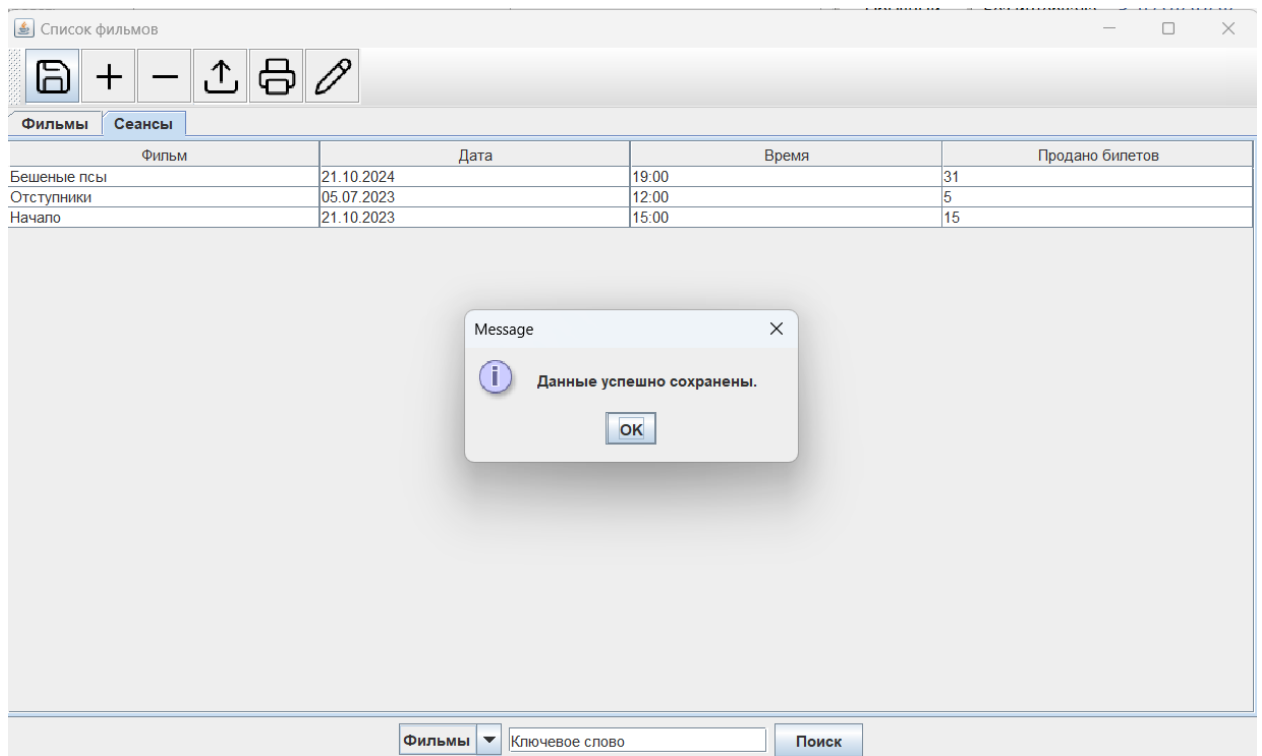 Список фильмов
Фильмы Сеансы
Фильм Дата Время Продано билетов
Бешеные псы 21.10.2024 19:00 31
Отступники 05.07.2023 12:00 5
Начало 21.10.2023 15:00 15
Message
Данные успешно сохранены.
OK
Фильмы Ключевое слово Поиск